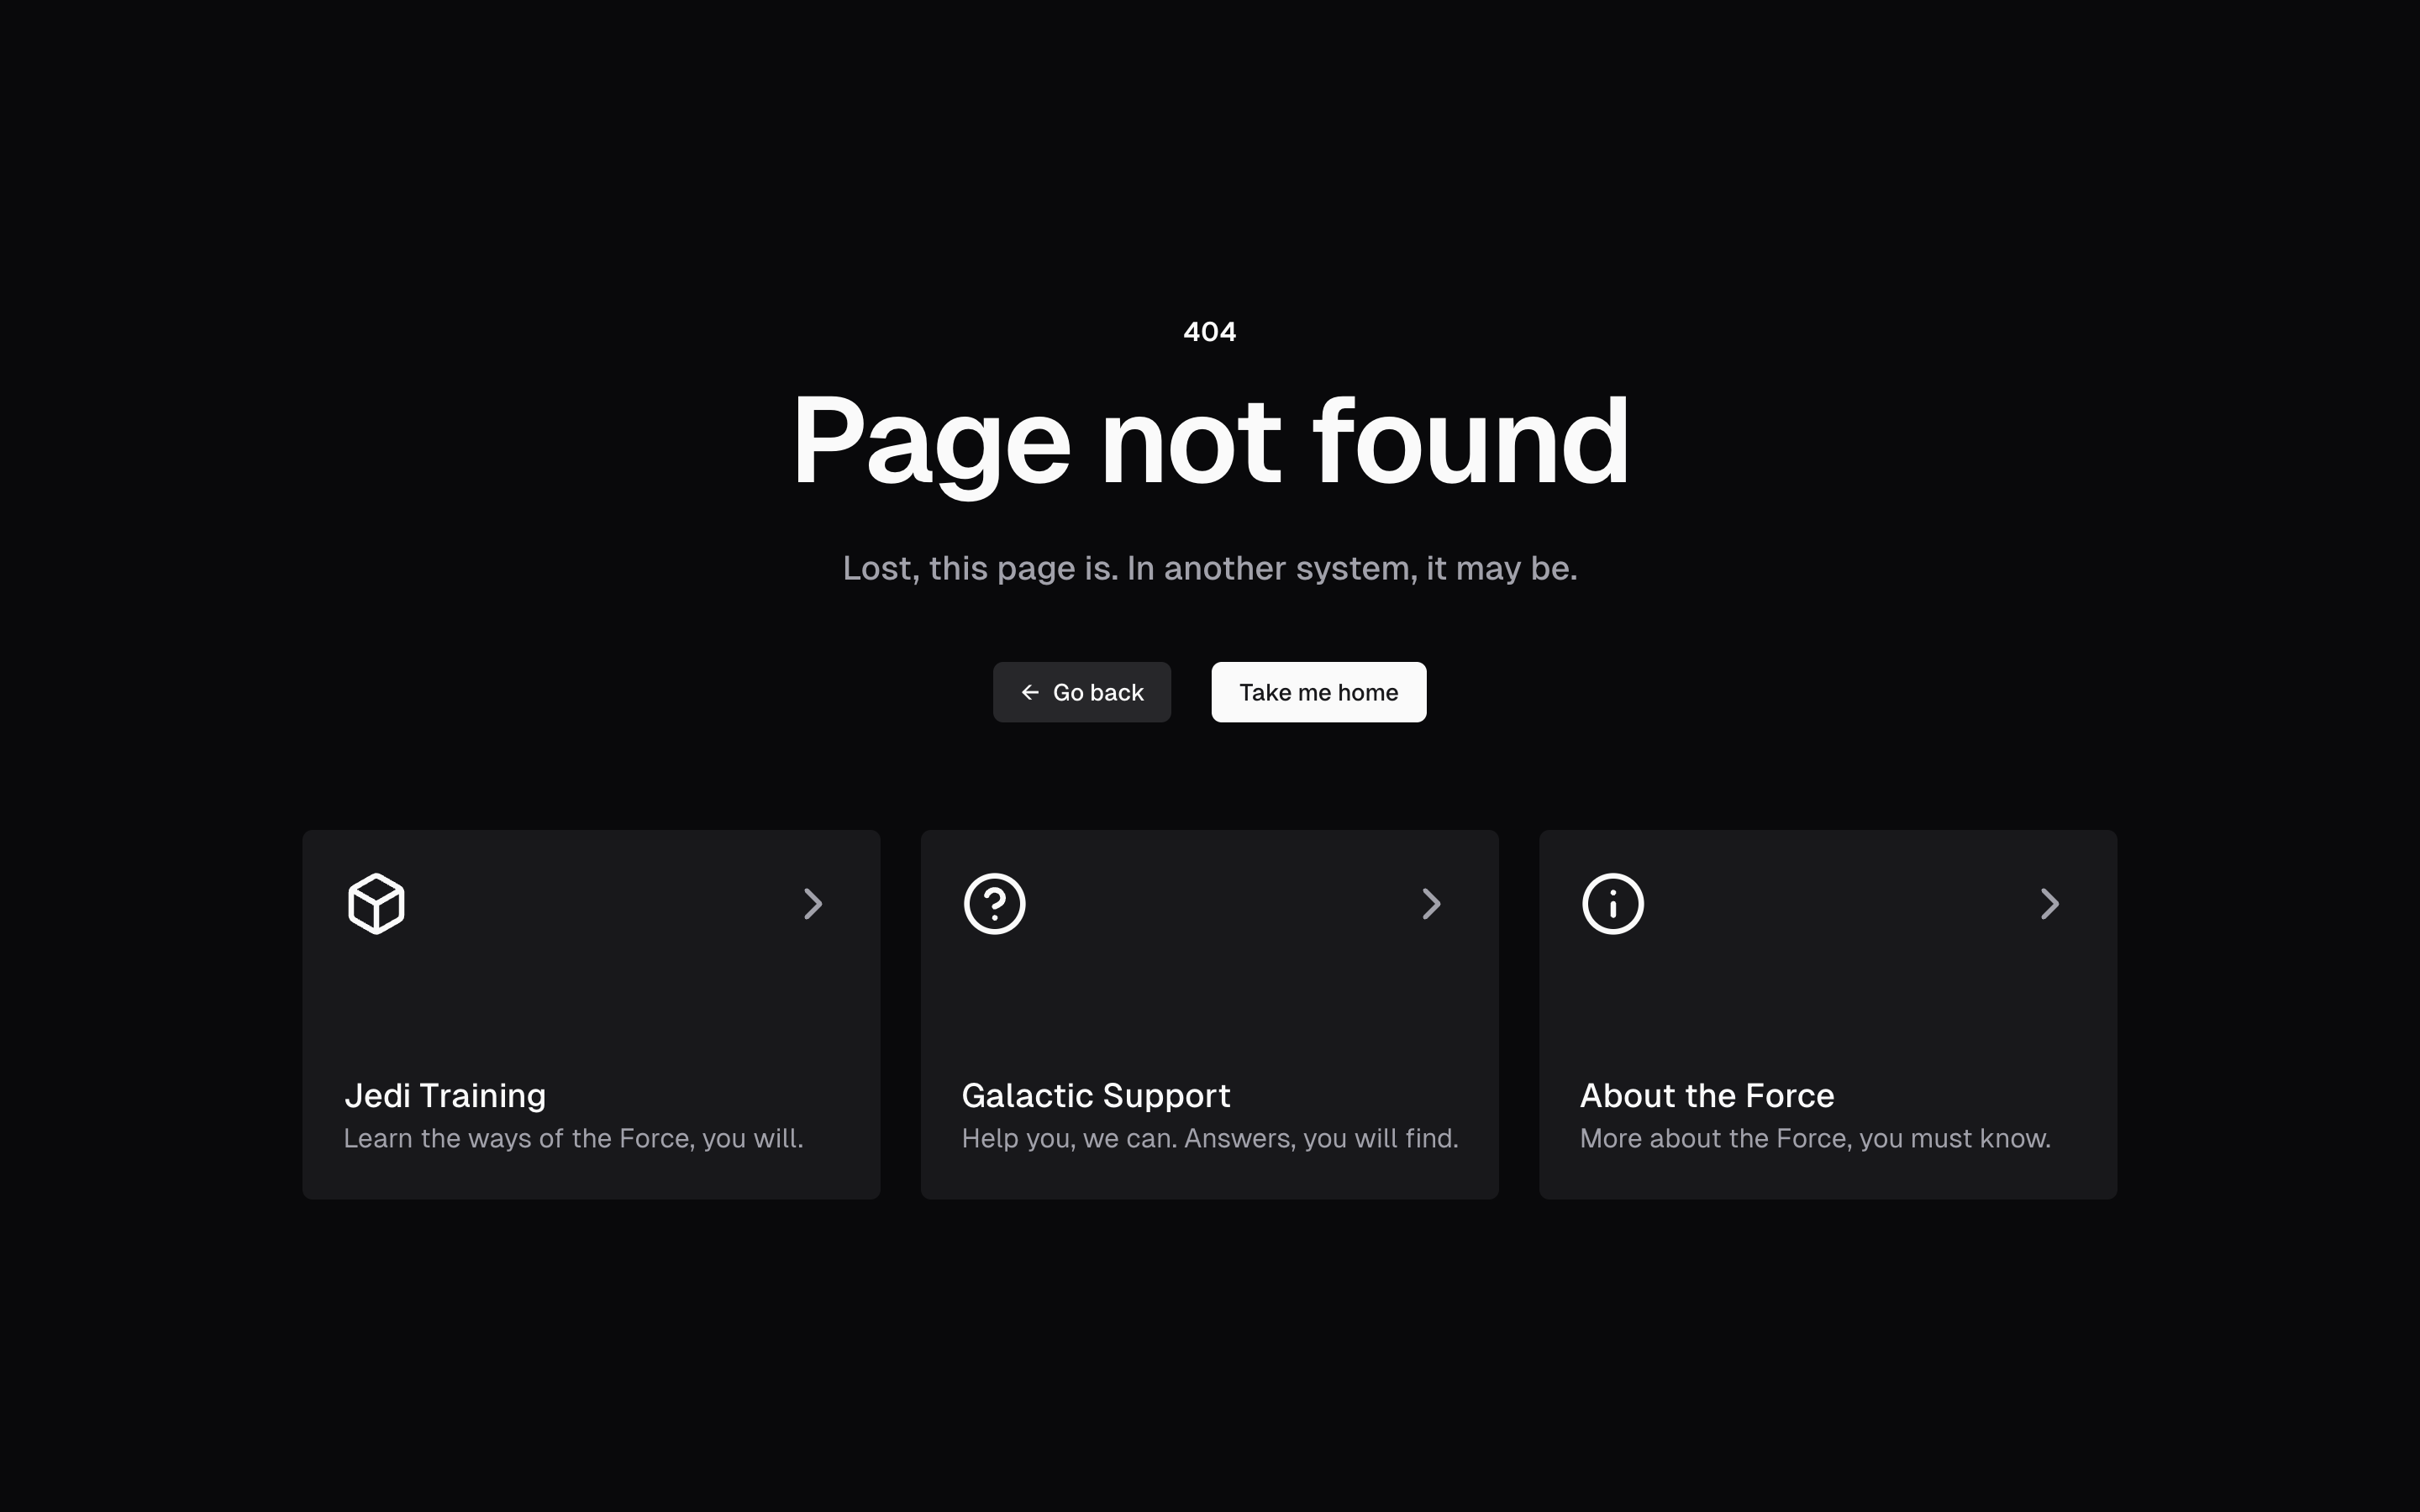 404
Page not found
Lost, this page is. In another system, it may be.
Go back
Take me home
Jedi Training
Learn the ways of the Force, you will.
Galactic Support
Help you, we can. Answers, you will find.
About the Force
More about the Force, you must know.